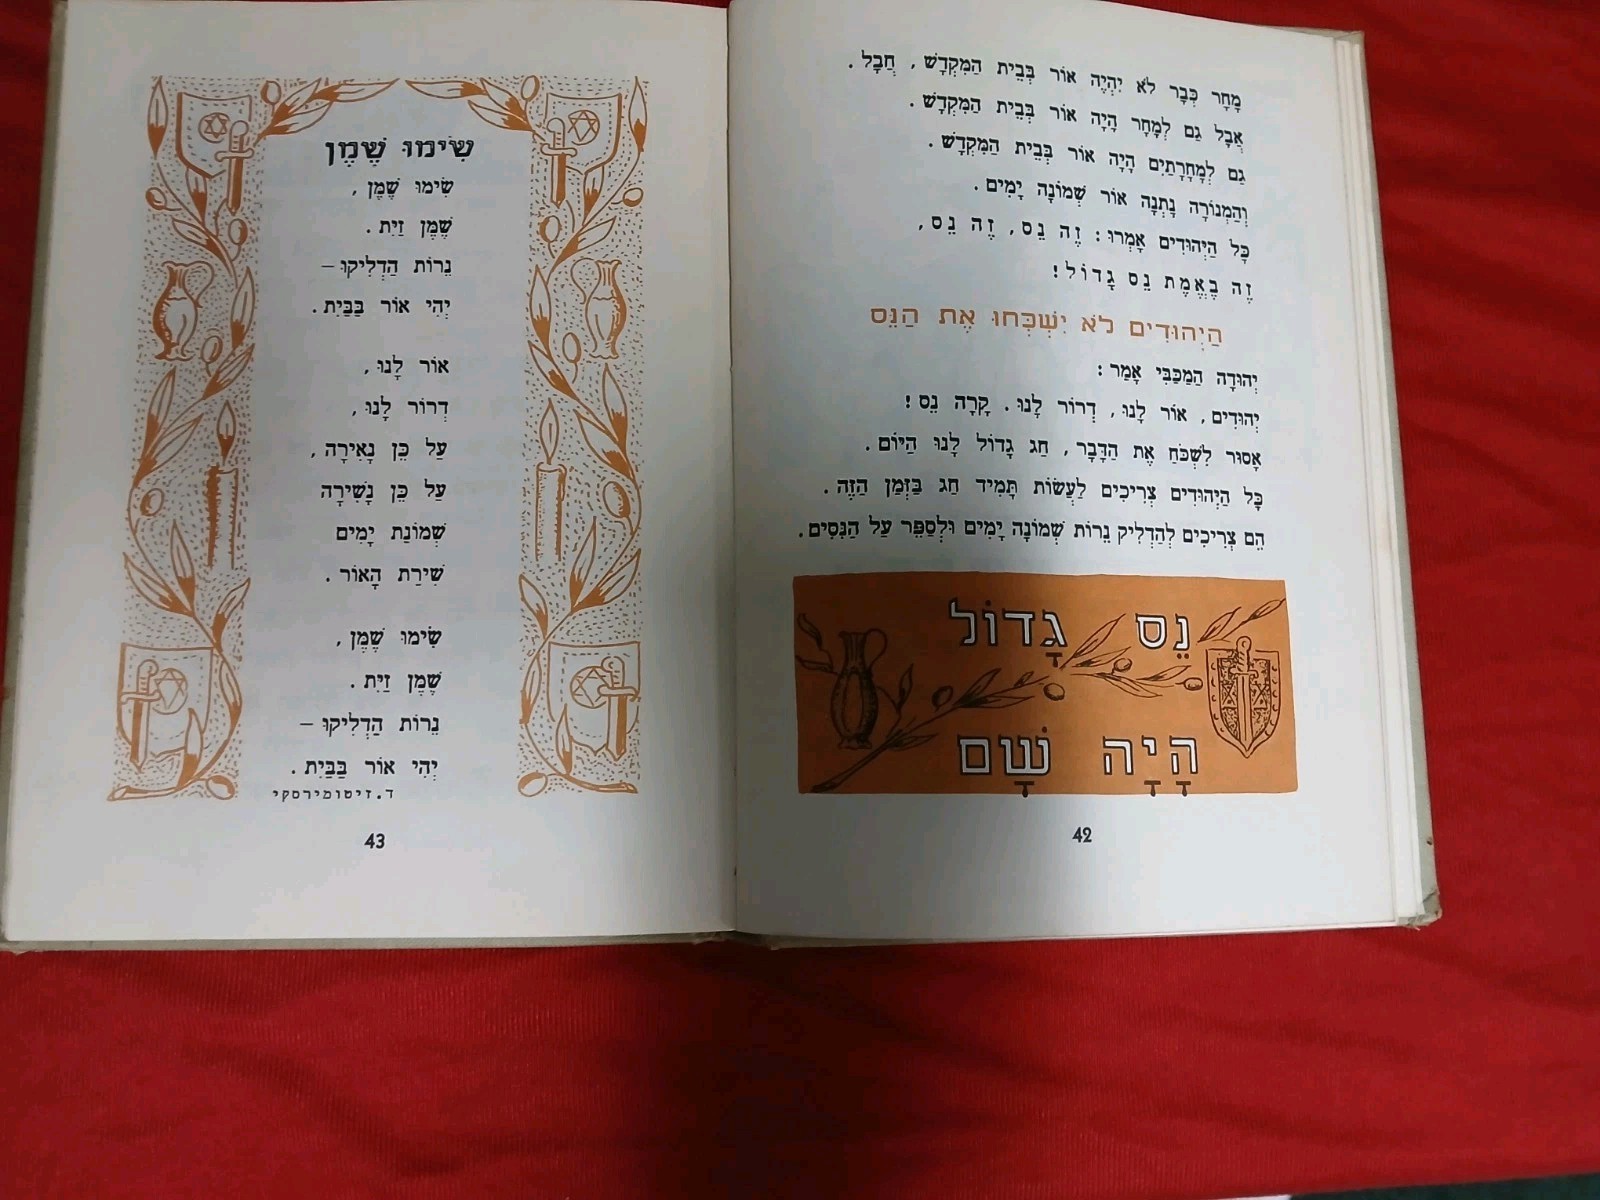 מָחָר כְּבָר לֹא יִהְיֶה אוֹר בְּבֵית הַמִּקְדָּשׁ, חֲבָל.
אֲבָל גַּם לְמָחָר הָיָה אוֹר בְּבֵית הַמִּקְדָּשׁ.
גַּם לְמָחֳרָתַיִם הָיָה אוֹר בְּבֵית הַמִּקְדָּשׁ.
וְהַמְּנוֹרָה נָתְנָה אוֹר שְׁמוֹנָה יָמִים.
כָּל הַיְּהוּדִים אָמְרוּ: זֶה נֵס, זֶה נֵס,
זֶה בֶּאֱמֶת נֵס גָּדוֹל!
הַיְּהוּדִים לֹא יִשְׁכְּחוּ אֶת הַנֵּס
יְהוּדָה הַמַּכַּבִּי אָמַר:
יְהוּדִים, אוֹר לָנוּ, דְּרוֹר לָנוּ. קָרָה נֵס!
אָסוּר לִשְׁכֹּחַ אֶת הַדָּבָר, חַג גָּדוֹל לָנוּ הַיּוֹם.
כָּל הַיְּהוּדִים צְרִיכִים לַעֲשׂוֹת תָּמִיד חַג בַּזְּמַן הַזֶּה.
הֵם צְרִיכִים לְהַדְלִיק נֵרוֹת שְׁמוֹנָה יָמִים וּלְסַפֵּר עַל הַנִּסִּים.
נֵס גָּדוֹל
הָיָה שָׁם
42
שִׂימוּ שֶׁמֶן
שִׂימוּ שֶׁמֶן,
שֶׁמֶן זַיִת.
נֵרוֹת הַדְלִיקוּ –
יְהִי אוֹר בַּבַּיִת.
אוֹר לָנוּ,
דְּרוֹר לָנוּ,
עַל כֵּן נָאִירָה,
עַל כֵּן נָשִׁירָה
שְׁמוֹנַת יָמִים
שִׁירַת הָאוֹר.
שִׂימוּ שֶׁמֶן,
שֶׁמֶן זַיִת.
נֵרוֹת הַדְלִיקוּ –
יְהִי אוֹר בַּבַּיִת.
ד. זיטומירסקי
43